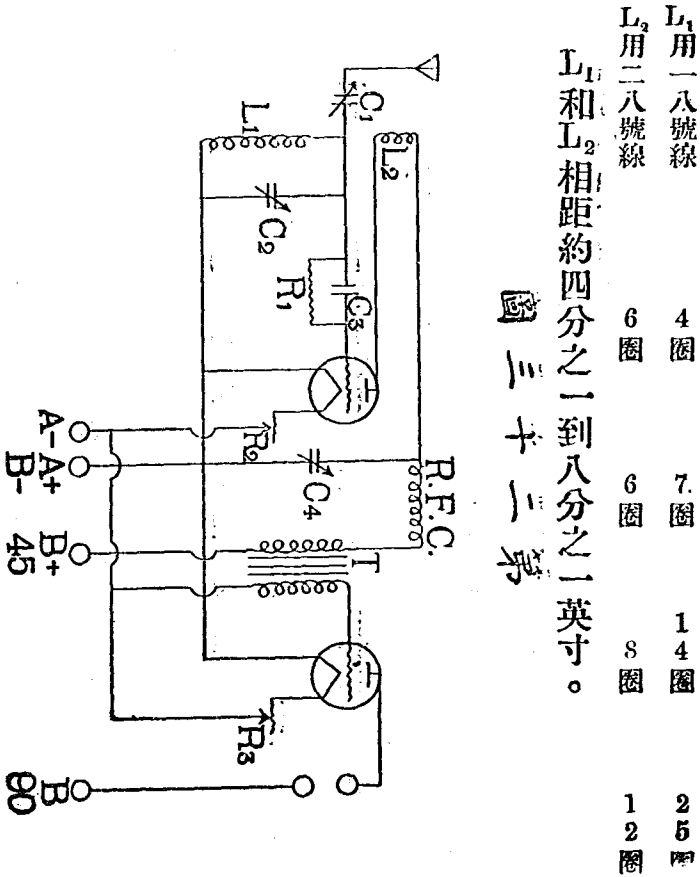 L₁用一八號線 4圈 7圈 14圈 25
L₂用二八號線 6圈 6圈 8圈 12圈
L₁和L₂相距約四分之一到八分之一英寸。
第二十三圖
C₁
L₂
L₁
C₂
R₁
C₃
R₂
C₄
R.F.C.
T
R₃
A-
A+
B-
B+
45
B
90